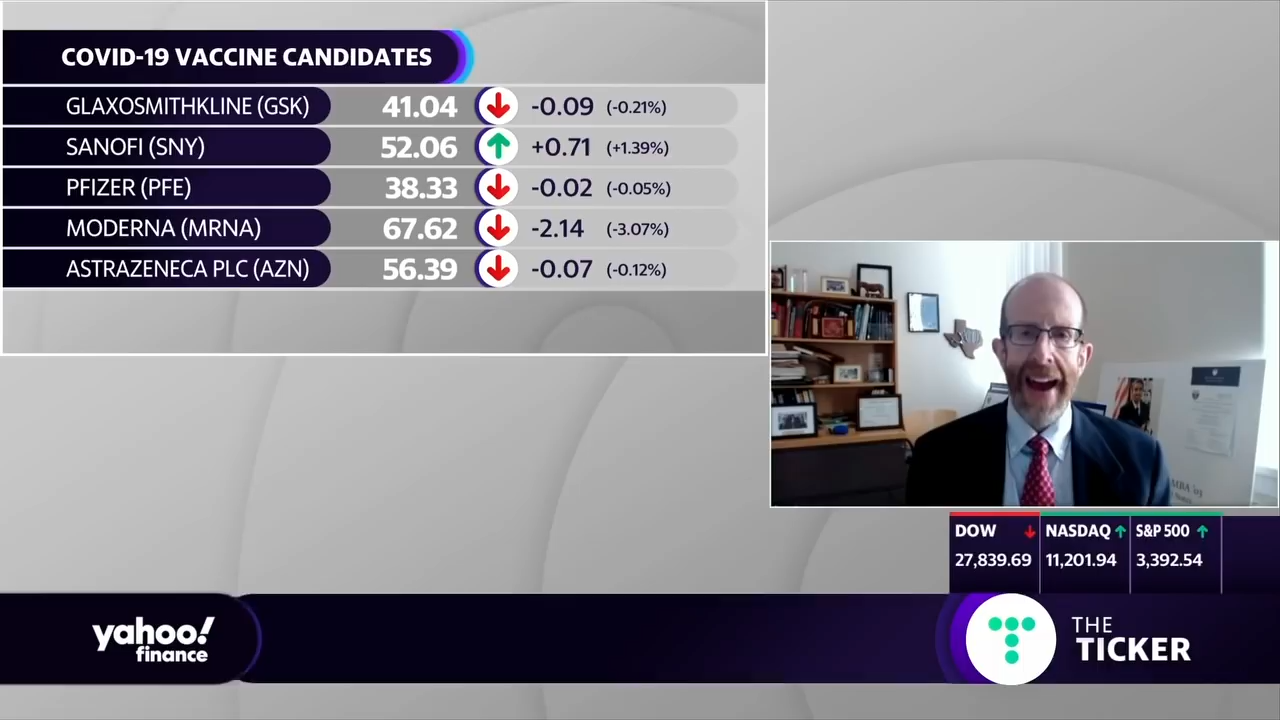 COVID-19 VACCINE CANDIDATES
GLAXOSMITHKLINE (GSK) 41.04 -0.09 (-0.21%)
SANOFI (SNY) 52.06 +0.71 (+1.39%)
PFIZER (PFE) 38.33 -0.02 (-0.05%)
MODERNA (MRNA) 67.62 -2.14 (-3.07%)
ASTRAZENECA PLC (AZN) 56.39 -0.07 (-0.12%)
MBA '01
DOW NASDAQ S&P 500
27,839.69 11,201.94 3,392.54
yahoo!
finance
THE
TICKER